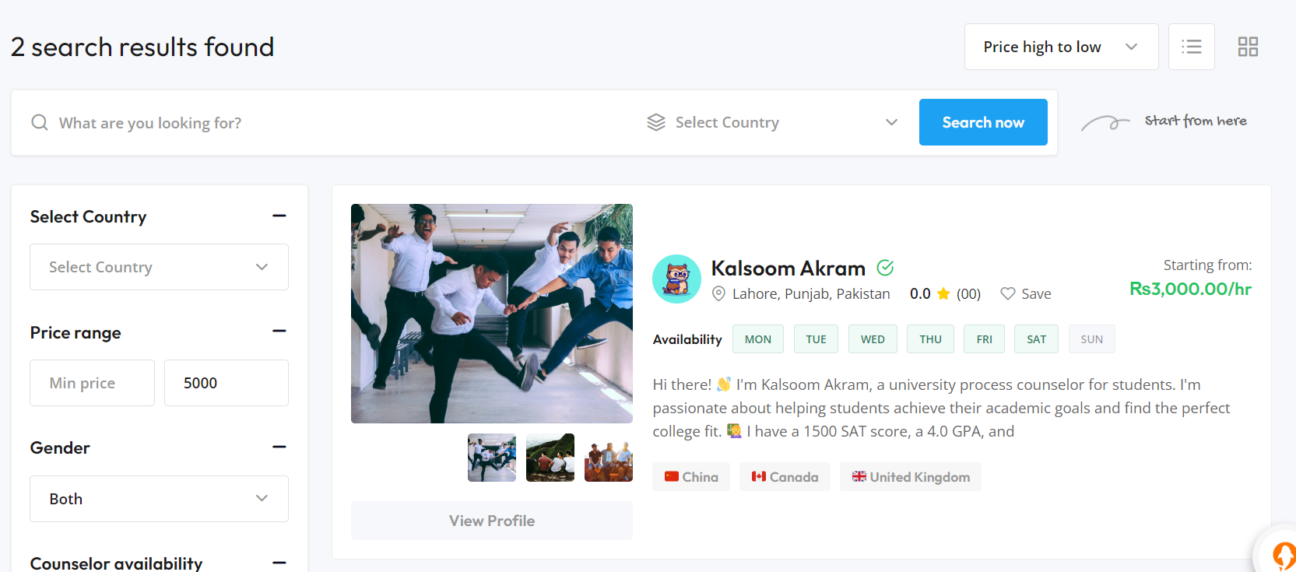 2 search results found
Price high to low
What are you looking for?
Select Country
Search now
Start from here
Select Country
Select Country
Price range
Min price
5000
Gender
Both
Counselor availability
Kalsoom Akram
Lahore, Punjab, Pakistan 0.0 (00) Save
Starting from:
₨3,000.00/hr
Availability MON TUE WED THU FRI SAT SUN
Hi there! 👋 I'm Kalsoom Akram, a university process counselor for students. I'm
passionate about helping students achieve their academic goals and find the perfect
college fit. 🙋 I have a 1500 SAT score, a 4.0 GPA, and
🇨🇳 China 🇨🇦 Canada 🇬🇧 United Kingdom
View Profile